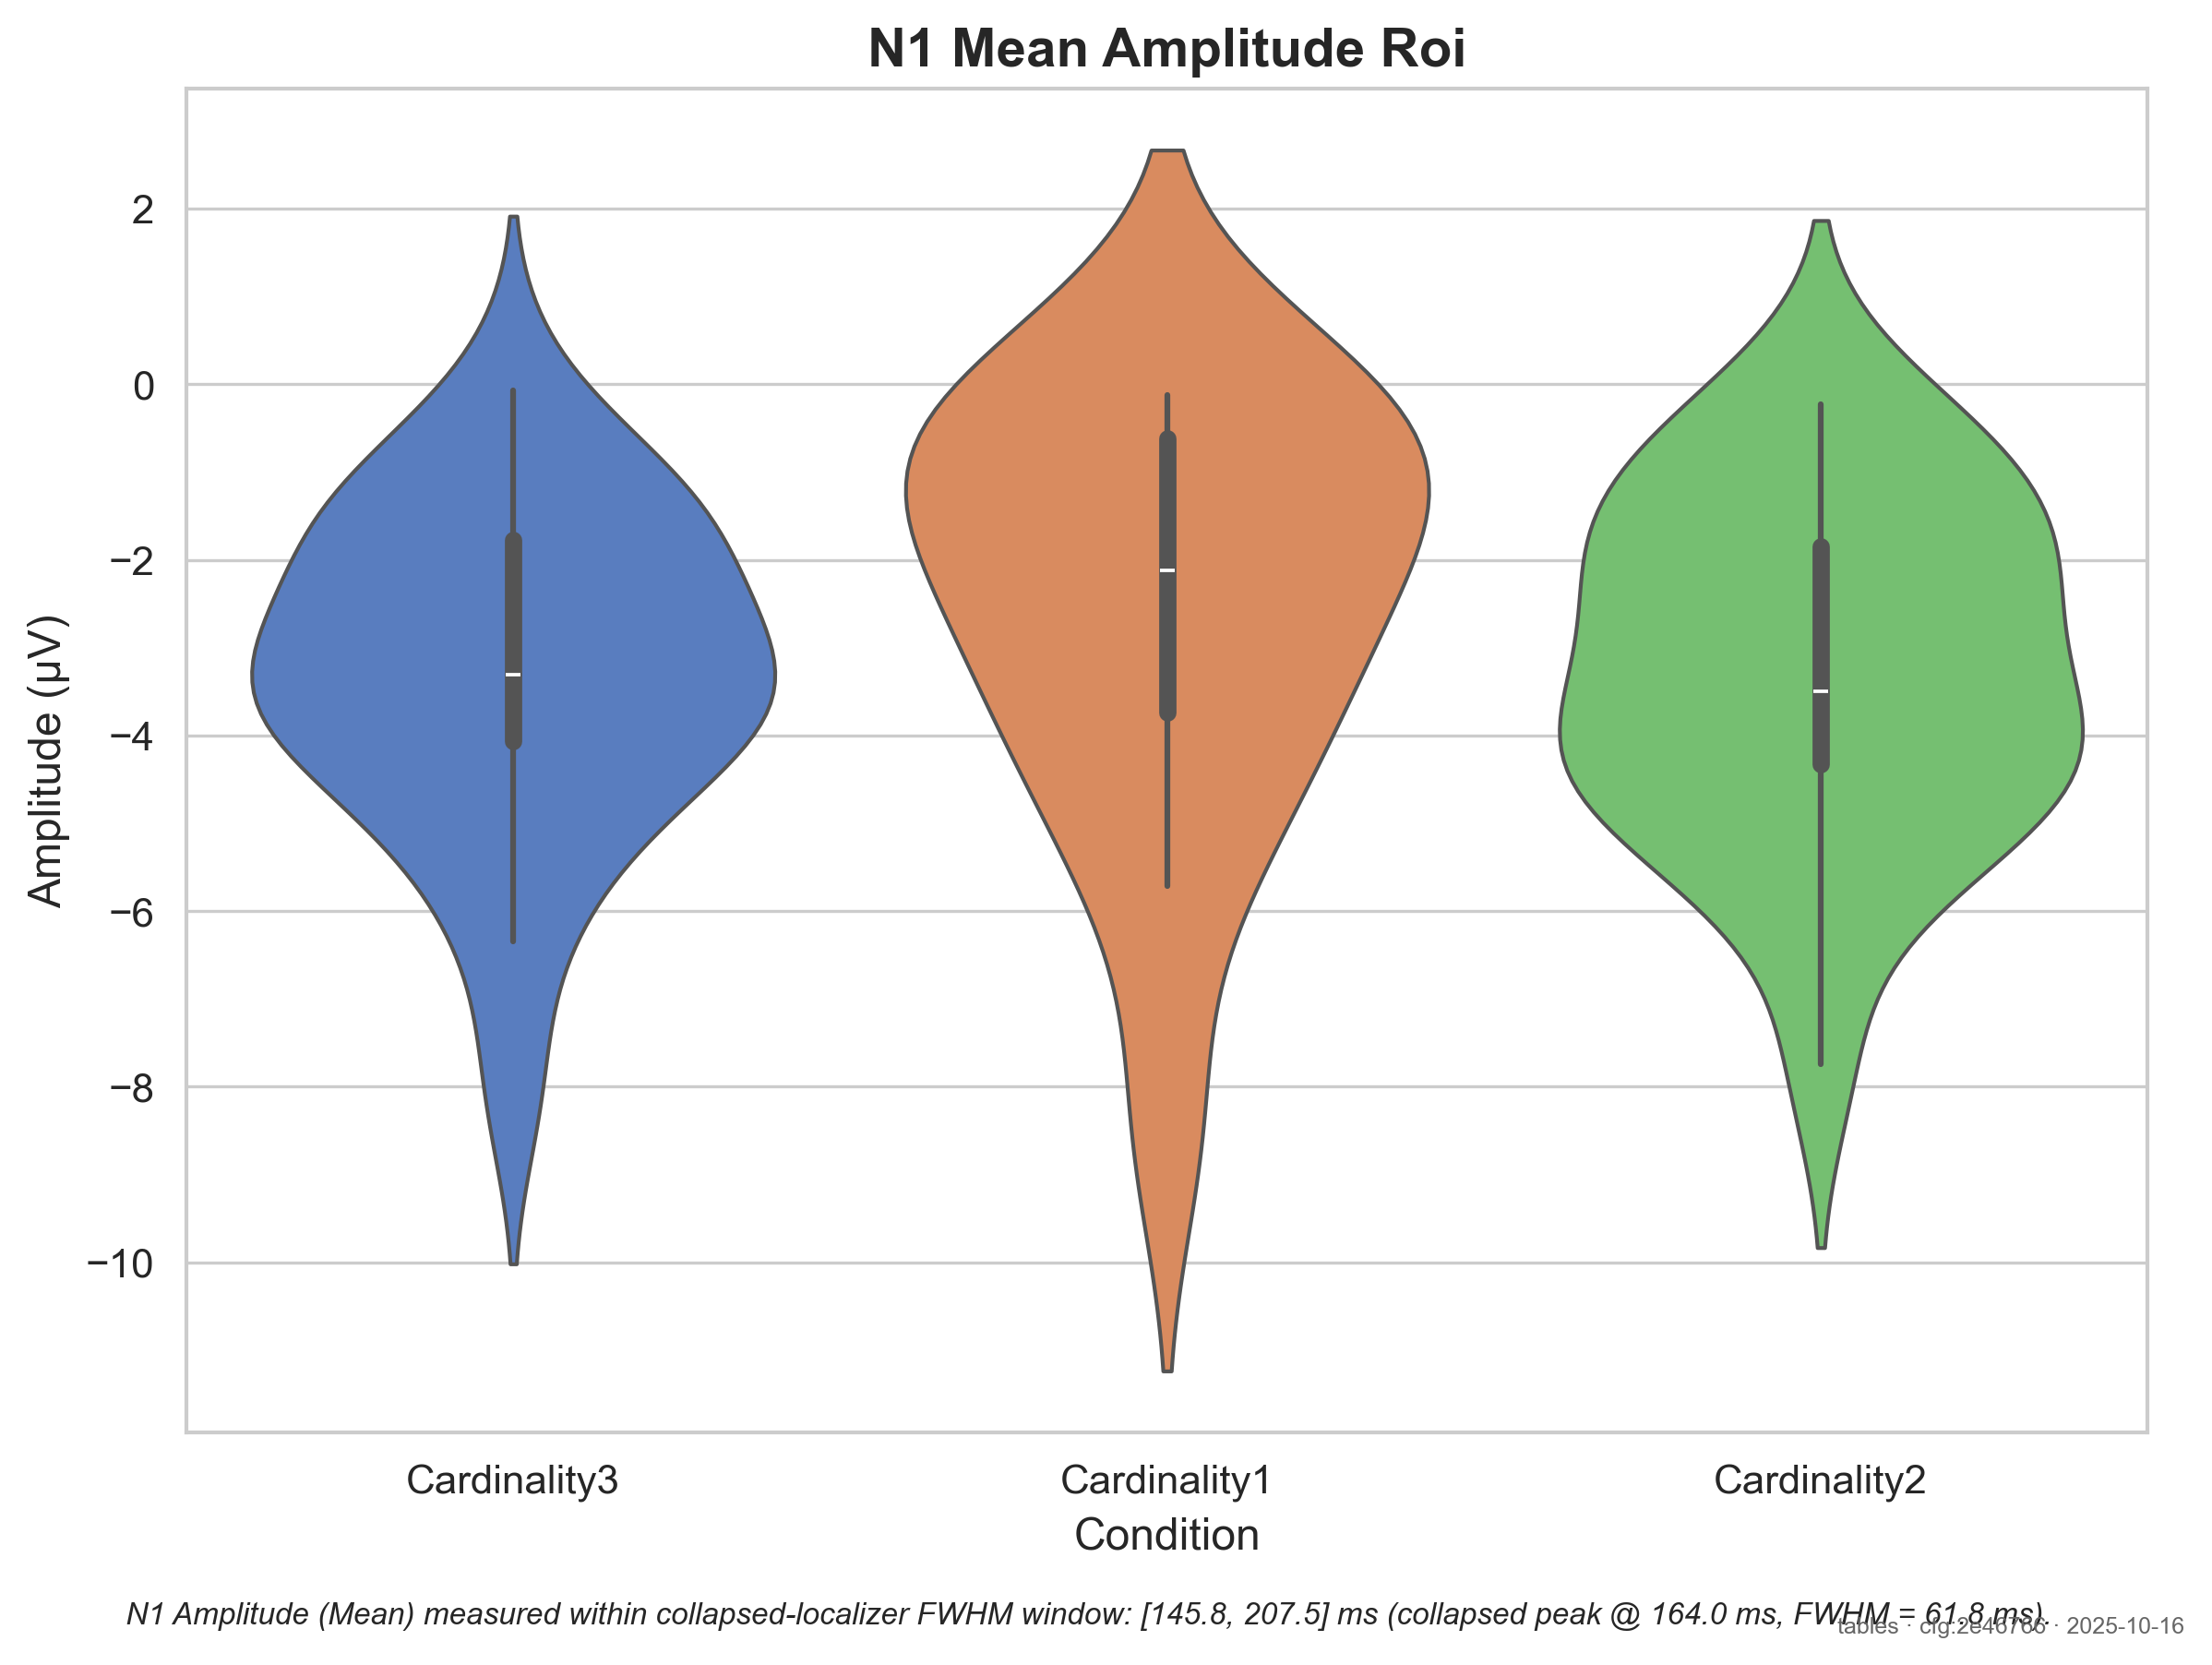 N1 Mean Amplitude Roi
2
0
−2
−4
−6
−8
−10
Amplitude (µV)
Cardinality3 Cardinality1 Cardinality2
Condition
N1 Amplitude (Mean) measured within collapsed-localizer FWHM window: [145.8, 207.5] ms (collapsed peak @ 164.0 ms, FWHM = 61.8 ms).
tables · cfg:2e46766 · 2025-10-16